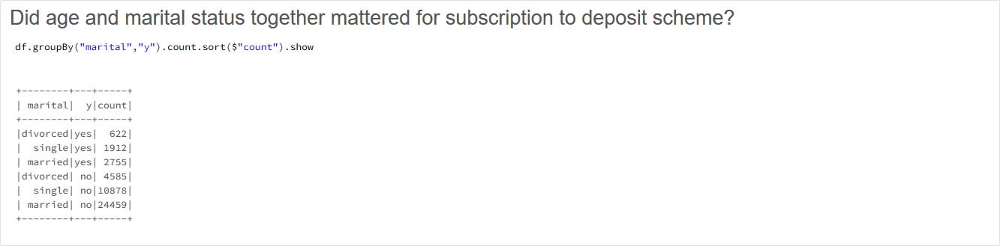 Did age and marital status together mattered for subscription to deposit scheme?
df.groupBy("marital","y").count.sort($"count").show
+--------+---+-----+
| marital|  y|count|
+--------+---+-----+
|divorced|yes|  622|
|  single|yes| 1912|
| married|yes| 2755|
|divorced| no| 4585|
|  single| no|10878|
| married| no|24459|
+--------+---+-----+